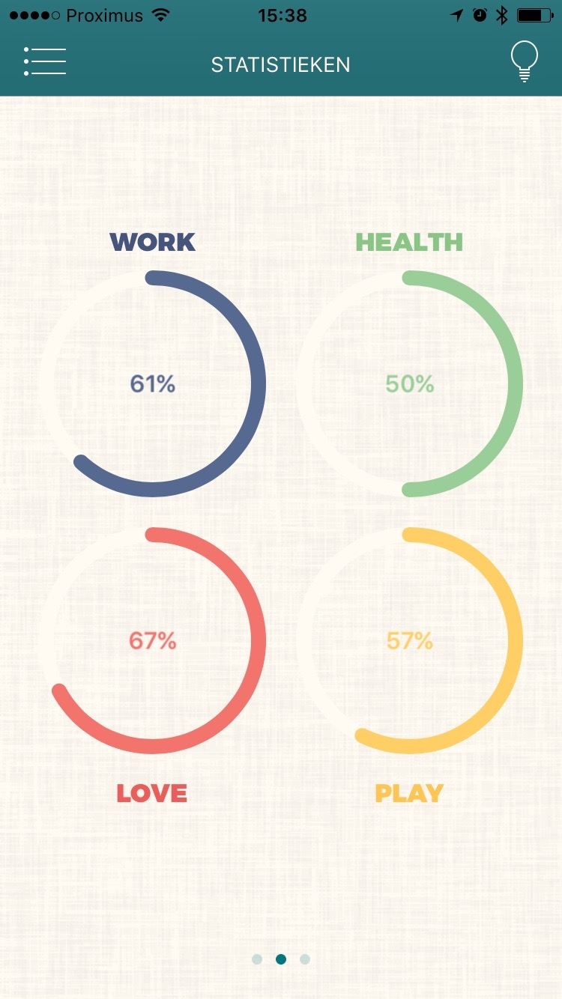 Proximus 15:38
STATISTIEKEN
WORK HEALTH
61% 50%
67% 57%
LOVE PLAY